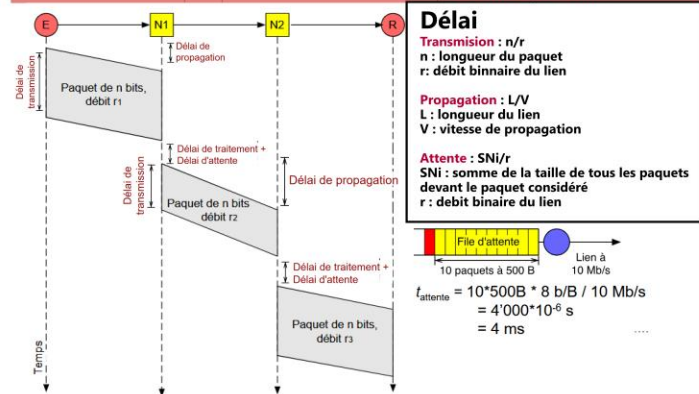 E
N1
N2
R
Délai de
propagation
Délai de
transmission
Paquet de n bits,
débit r1
Délai de traitement +
Délai d'attente
Délai de
transmission
Paquet de n bits
débit r2
Délai de propagation
Délai de traitement +
Délai d'attente
Paquet de n bits,
débit r3
Temps
Délai
Transmision : n/r
n : longueur du paquet
r: débit binnaire du lien
Propagation : L/V
L : longueur du lien
V : vitesse de propagation
Attente : SNi/r
SNi : somme de la taille de tous les paquets
devant le paquet considéré
r : debit binaire du lien
File d'attente
10 paquets à 500 B
Lien à
10 Mb/s
tattente = 10*500B * 8 b/B / 10 Mb/s
= 4'000*10-6 s
= 4 ms
....